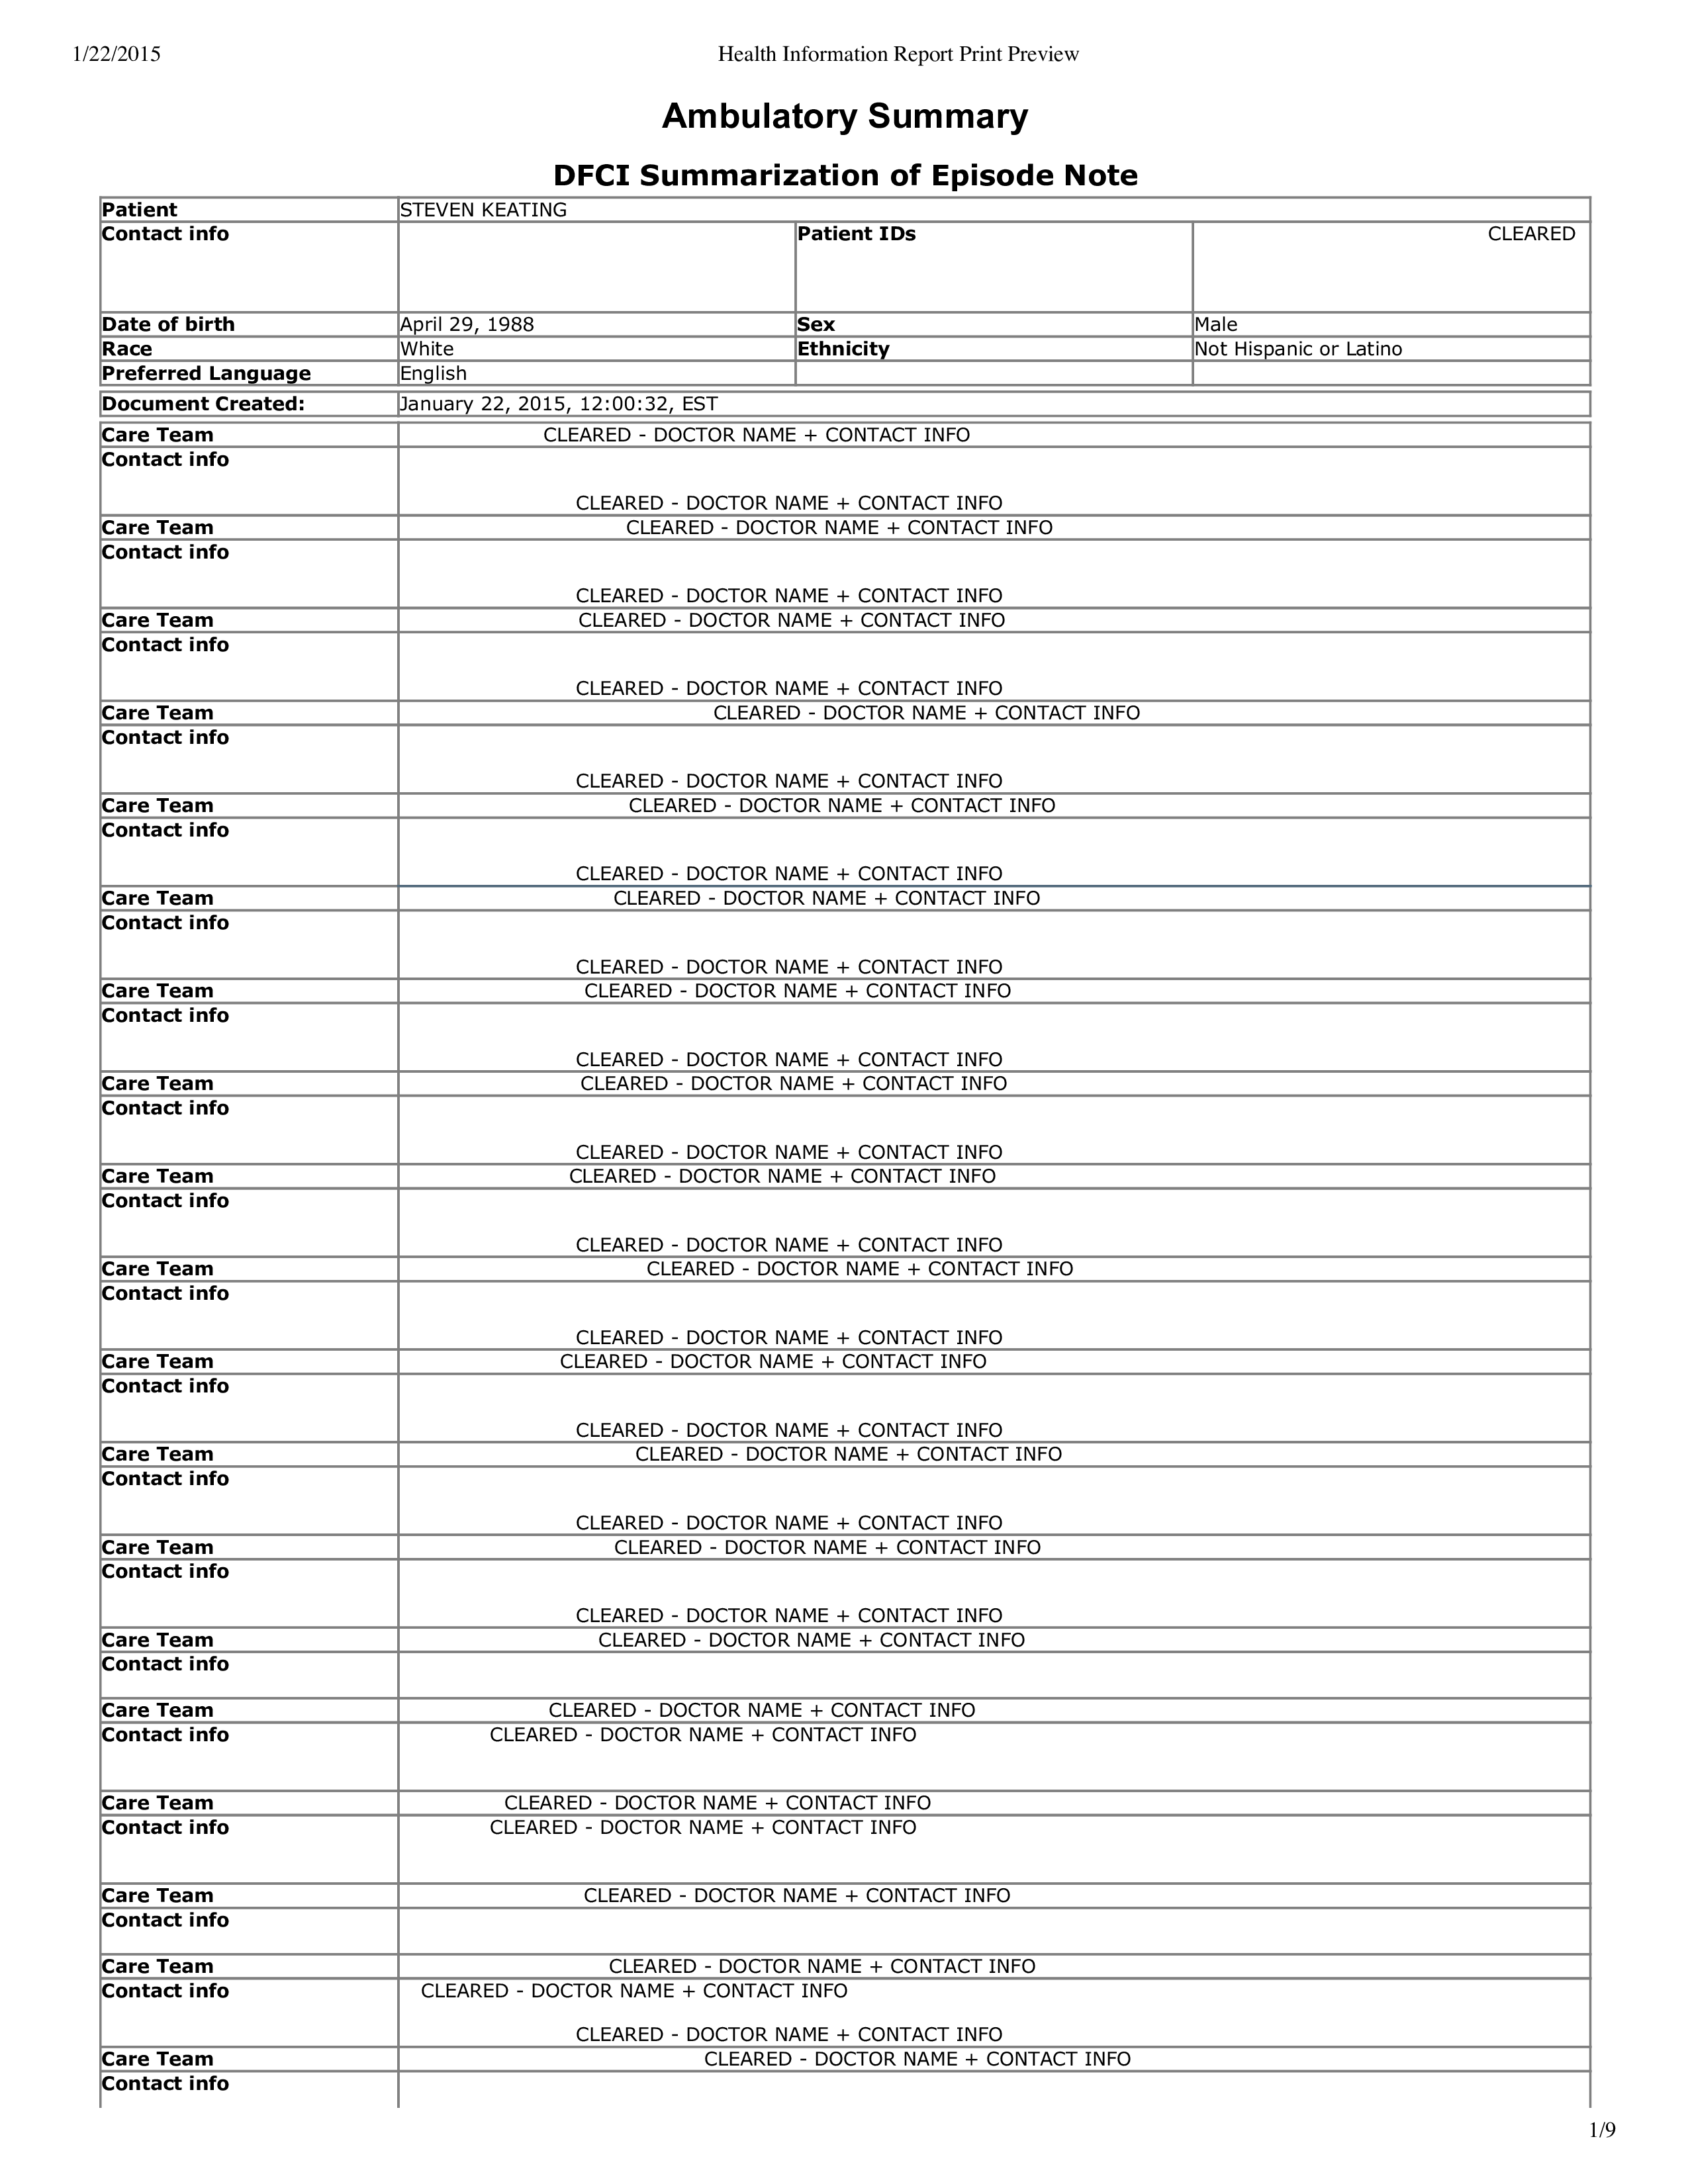 1/22/2015 Health Information Report Print Preview
Ambulatory Summary
DFCI Summarization of Episode Note
Patient STEVEN KEATING
Contact info Patient IDs CLEARED
Date of birth April 29, 1988 Sex Male
Race White Ethnicity Not Hispanic or Latino
Preferred Language English
Document Created: January 22, 2015, 12:00:32, EST
Care Team CLEARED - DOCTOR NAME + CONTACT INFO
Contact info
CLEARED - DOCTOR NAME + CONTACT INFO
Care Team CLEARED - DOCTOR NAME + CONTACT INFO
Contact info
CLEARED - DOCTOR NAME + CONTACT INFO
Care Team CLEARED - DOCTOR NAME + CONTACT INFO
Contact info
CLEARED - DOCTOR NAME + CONTACT INFO
Care Team CLEARED - DOCTOR NAME + CONTACT INFO
Contact info
CLEARED - DOCTOR NAME + CONTACT INFO
Care Team CLEARED - DOCTOR NAME + CONTACT INFO
Contact info
CLEARED - DOCTOR NAME + CONTACT INFO
Care Team CLEARED - DOCTOR NAME + CONTACT INFO
Contact info
CLEARED - DOCTOR NAME + CONTACT INFO
Care Team CLEARED - DOCTOR NAME + CONTACT INFO
Contact info
CLEARED - DOCTOR NAME + CONTACT INFO
Care Team CLEARED - DOCTOR NAME + CONTACT INFO
Contact info
CLEARED - DOCTOR NAME + CONTACT INFO
Care Team CLEARED - DOCTOR NAME + CONTACT INFO
Contact info
CLEARED - DOCTOR NAME + CONTACT INFO
Care Team CLEARED - DOCTOR NAME + CONTACT INFO
Contact info
CLEARED - DOCTOR NAME + CONTACT INFO
Care Team CLEARED - DOCTOR NAME + CONTACT INFO
Contact info
CLEARED - DOCTOR NAME + CONTACT INFO
Care Team CLEARED - DOCTOR NAME + CONTACT INFO
Contact info
CLEARED - DOCTOR NAME + CONTACT INFO
Care Team CLEARED - DOCTOR NAME + CONTACT INFO
Contact info
CLEARED - DOCTOR NAME + CONTACT INFO
Care Team CLEARED - DOCTOR NAME + CONTACT INFO
Contact info
Care Team CLEARED - DOCTOR NAME + CONTACT INFO
Contact info CLEARED - DOCTOR NAME + CONTACT INFO
Care Team CLEARED - DOCTOR NAME + CONTACT INFO
Contact info CLEARED - DOCTOR NAME + CONTACT INFO
Care Team CLEARED - DOCTOR NAME + CONTACT INFO
Contact info
Care Team CLEARED - DOCTOR NAME + CONTACT INFO
Contact info CLEARED - DOCTOR NAME + CONTACT INFO
CLEARED - DOCTOR NAME + CONTACT INFO
Care Team CLEARED - DOCTOR NAME + CONTACT INFO
Contact info
1/9